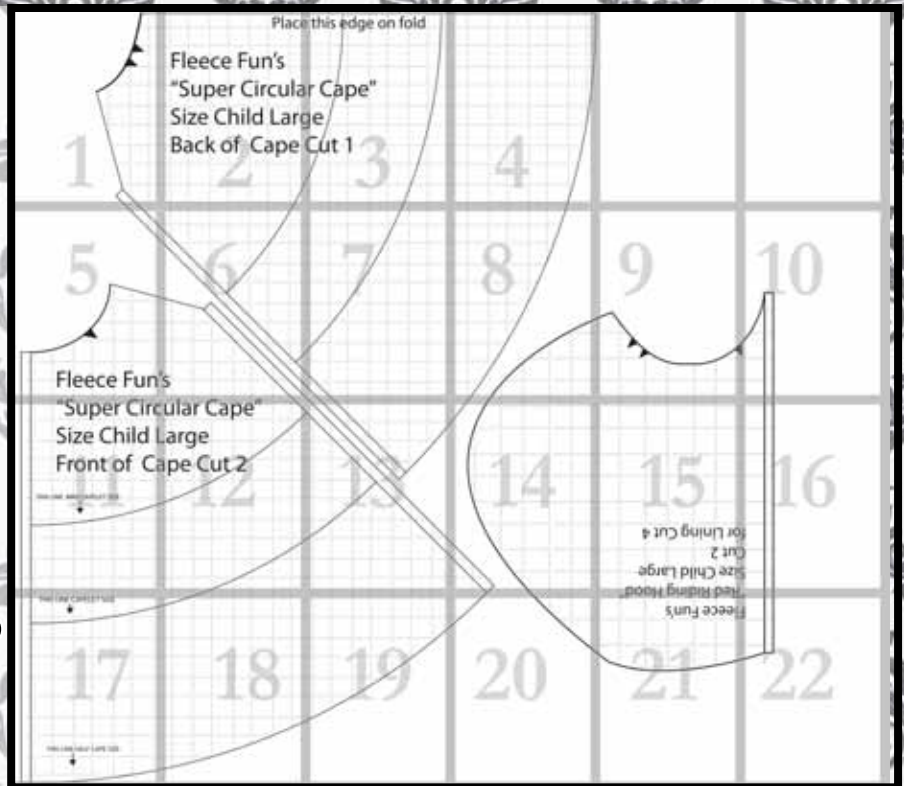 Place this edge on fold
Fleece Fun's
"Super Circular Cape"
Size Child Large
Back of Cape Cut 1
1
2
3
4
5
6
7
8
9
10
Fleece Fun's
"Super Circular Cape"
Size Child Large
Front of Cape Cut 2
11
12
13
14
15
16
Fleece Fun's
"Red Riding Hood"
Size Child Large
Cut 2
for Lining Cut 4
17
18
19
20
21
22